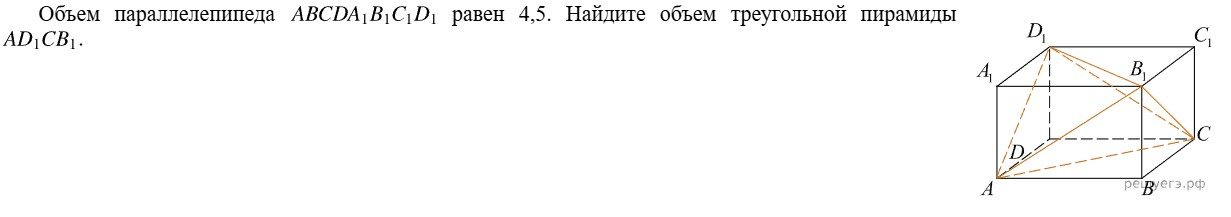 Объем параллелепипеда ABCDA₁B₁C₁D₁ равен 4,5. Найдите объем треугольной пирамиды
AD₁CB₁.
D₁
C₁
A₁
B₁
D
C
A
B
решуегэ.рф